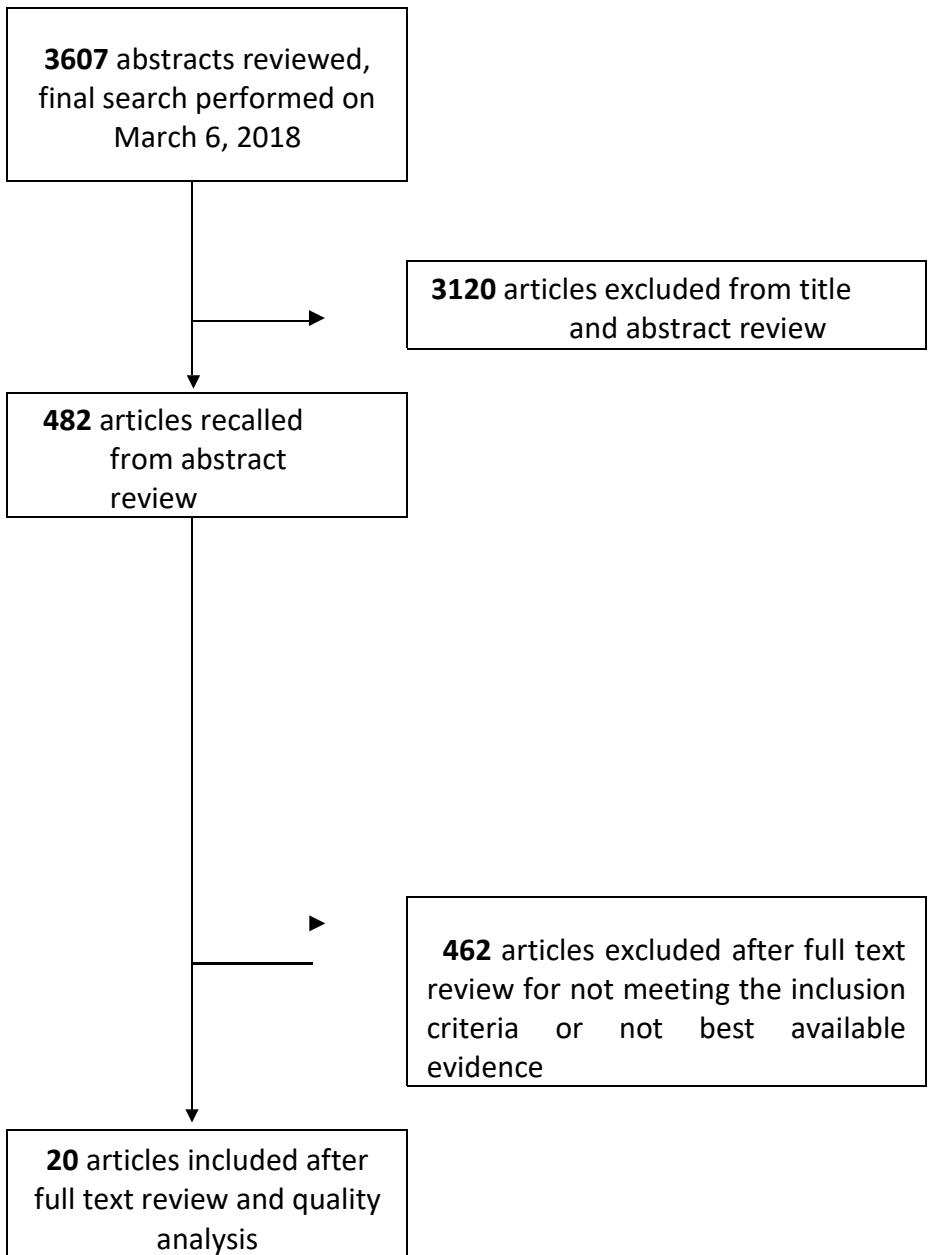 3607 abstracts reviewed,
final search performed on
March 6, 2018
3120 articles excluded from title
and abstract review
482 articles recalled
from abstract
review
462 articles excluded after full text
review for not meeting the inclusion
criteria or not best available
evidence
20 articles included after
full text review and quality
analysis